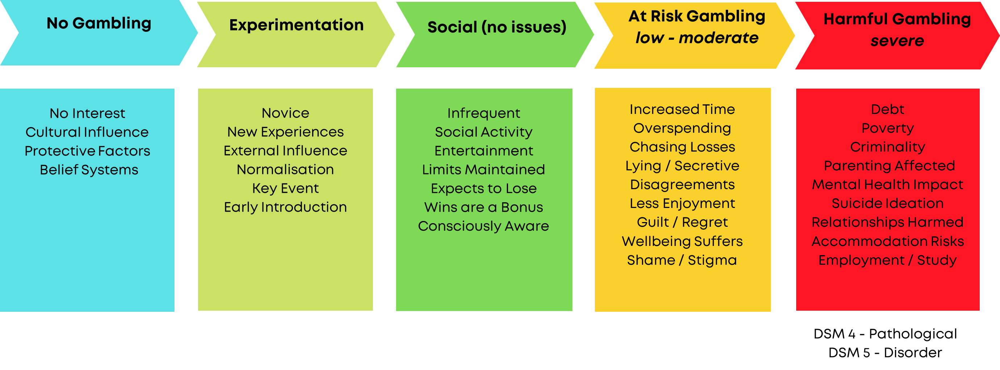 No Gambling
Experimentation
Social (no issues)
At Risk Gambling
low - moderate
Harmful Gambling
severe
No Interest
Cultural Influence
Protective Factors
Belief Systems
Novice
New Experiences
External Influence
Normalisation
Key Event
Early Introduction
Infrequent
Social Activity
Entertainment
Limits Maintained
Expects to Lose
Wins are a Bonus
Consciously Aware
Increased Time
Overspending
Chasing Losses
Lying / Secretive
Disagreements
Less Enjoyment
Guilt / Regret
Wellbeing Suffers
Shame / Stigma
Debt
Poverty
Criminality
Parenting Affected
Mental Health Impact
Suicide Ideation
Relationships Harmed
Accommodation Risks
Employment / Study
DSM 4 - Pathological
DSM 5 - Disorder